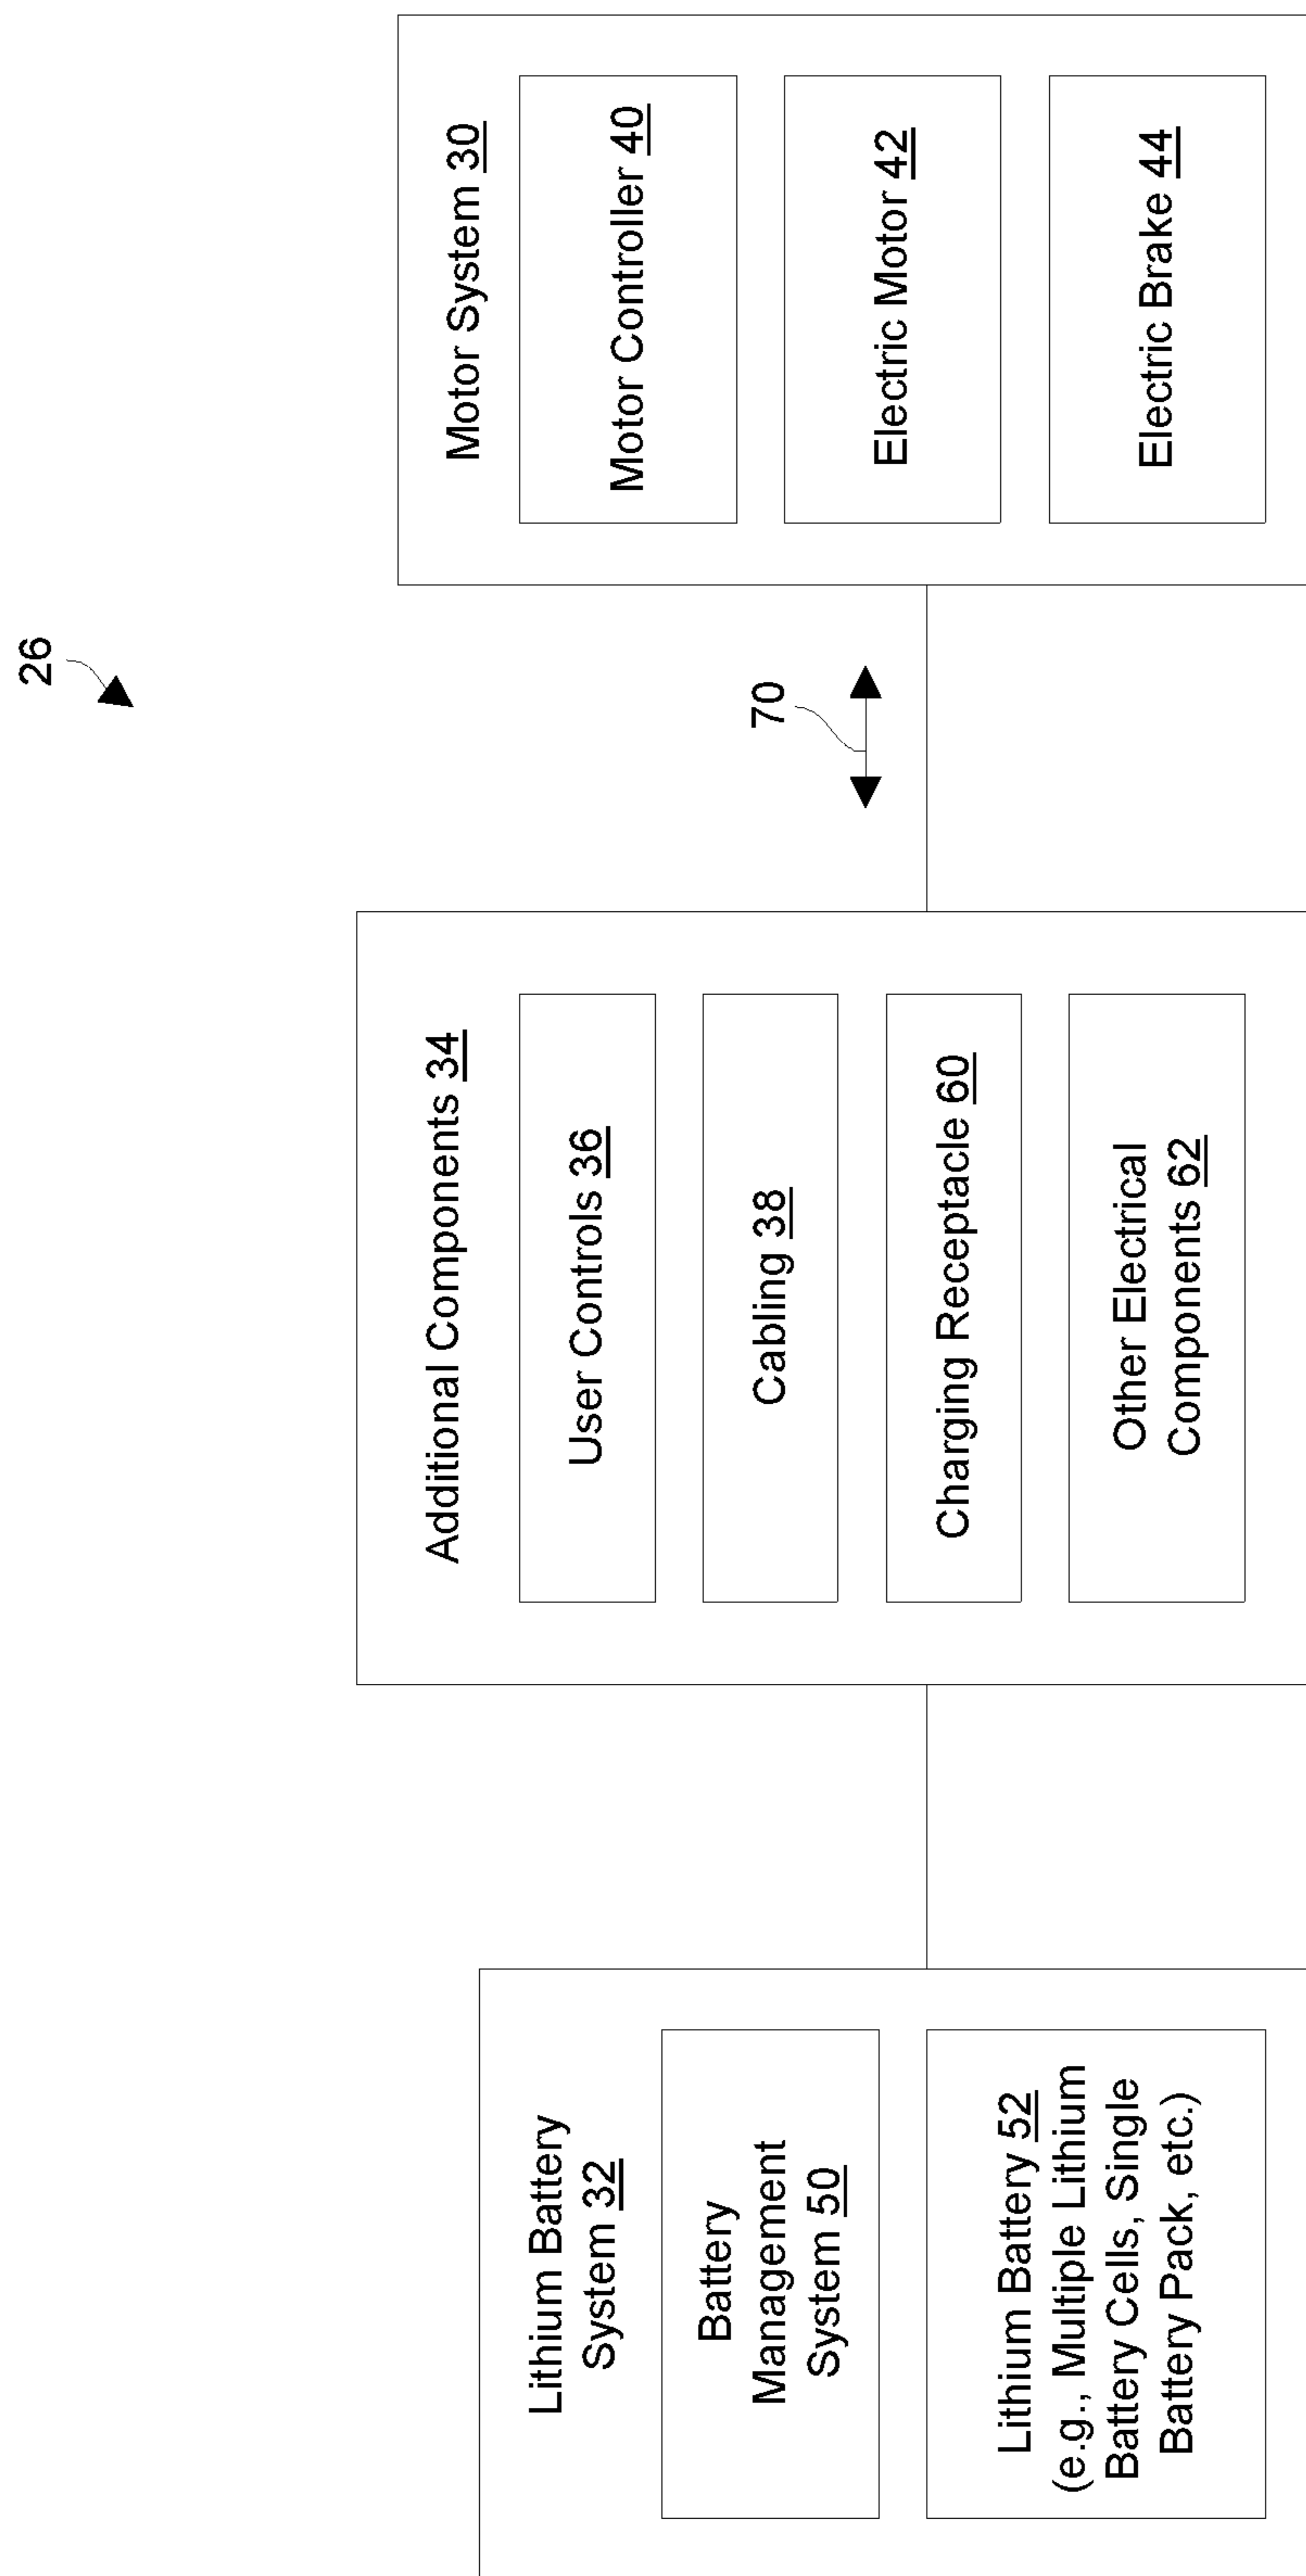 26
Lithium Battery
System 32
Battery
Management
System 50
Lithium Battery 52
(e.g., Multiple Lithium
Battery Cells, Single
Battery Pack, etc.)
Additional Components 34
User Controls 36
Cabling 38
Charging Receptacle 60
Other Electrical
Components 62
70
Motor System 30
Motor Controller 40
Electric Motor 42
Electric Brake 44